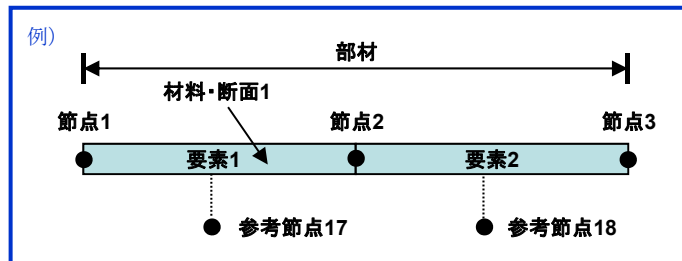 例）
部材
材料・断面1
節点1
節点2
節点3
要素1
要素2
参考節点17
参考節点18